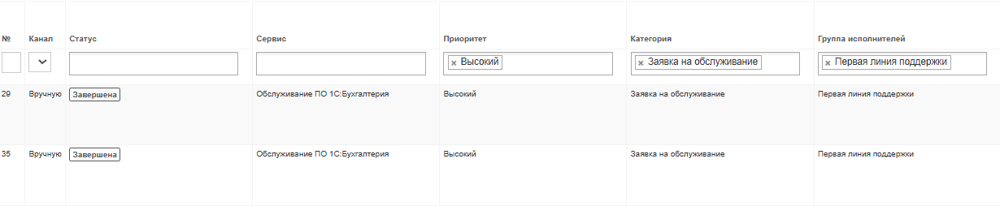 № Канал Статус Сервис Приоритет Категория Группа исполнителей
× Высокий × Заявка на обслуживание × Первая линия поддержки
29 Вручную Завершена Обслуживание ПО 1С:Бухгалтерия Высокий Заявка на обслуживание Первая линия поддержки
35 Вручную Завершена Обслуживание ПО 1С:Бухгалтерия Высокий Заявка на обслуживание Первая линия поддержки